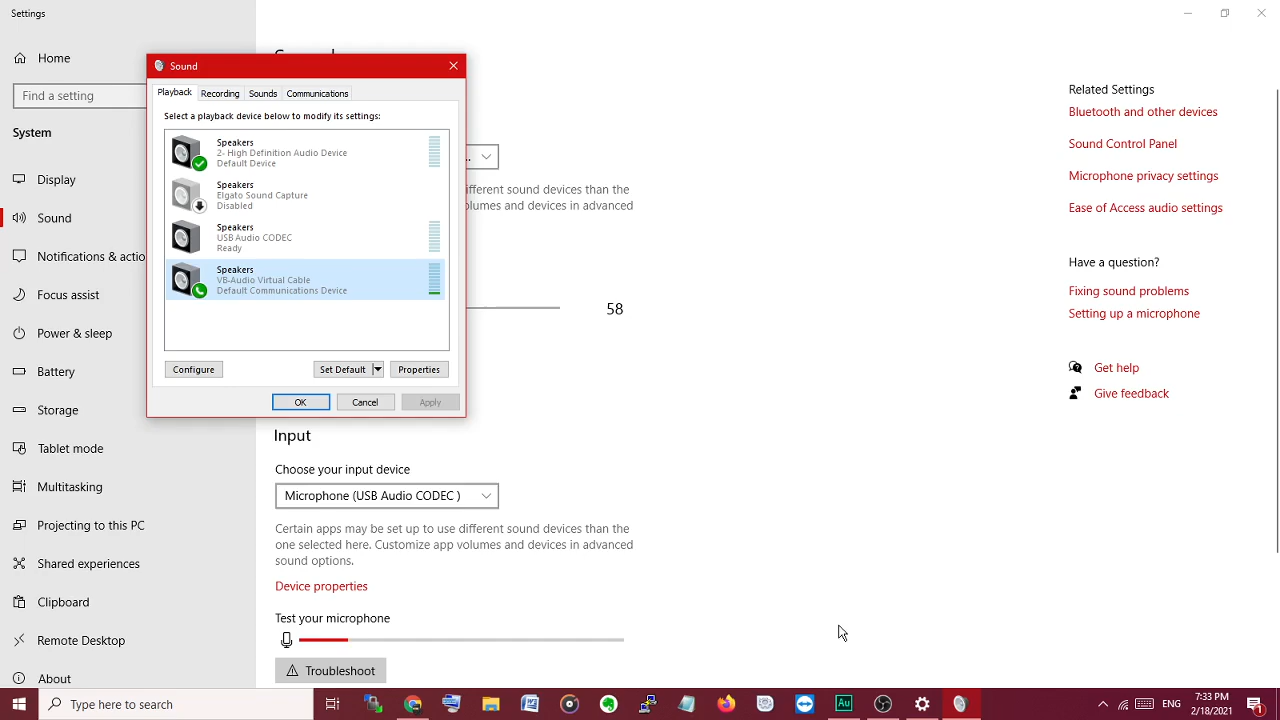 Settings
Home
Find a setting
System
Display
Sound
Notifications & actio
Focus assist
Power & sleep
Battery
Storage
Tablet mode
Multitasking
Projecting to this PC
Shared experiences
Clipboard
Remote Desktop
About
Sound
Playback
Recording
Sounds
Communications
Select a playback device below to modify its settings:
Speakers
2- High Definition Audio Device
Default Device
Speakers
Elgato Sound Capture
Disabled
Speakers
USB Audio CODEC
Ready
Speakers
VB-Audio Virtual Cable
Default Communications Device
Configure
Set Default
Properties
OK
Cancel
Apply
...
ifferent sound devices than the
olumes and devices in advanced
58
Input
Choose your input device
Microphone (USB Audio CODEC )
Certain apps may be set up to use different sound devices than the
one selected here. Customize app volumes and devices in advanced
sound options.
Device properties
Test your microphone
Troubleshoot
Related Settings
Bluetooth and other devices
Sound Control Panel
Microphone privacy settings
Ease of Access audio settings
Have a question?
Fixing sound problems
Setting up a microphone
Get help
Give feedback
Type here to search
Au
ENG
7:33 PM
2/18/2021
1